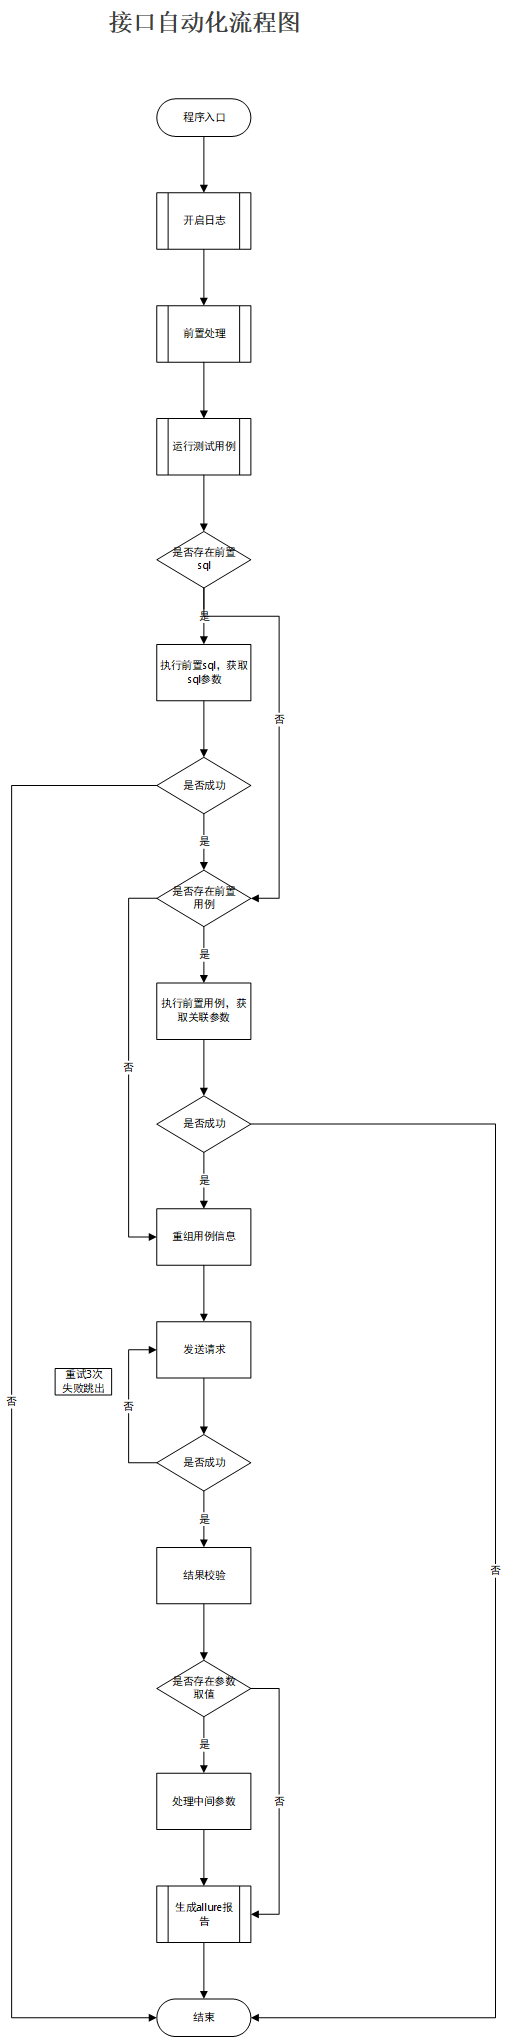 接口自动化流程图
程序入口
开启日志
前置处理
运行测试用例
是否存在前置
sql
是
执行前置sql，获取
sql参数
否
是否成功
是
是否存在前置
用例
是
执行前置用例，获
取关联参数
否
是否成功
是
重组用例信息
发送请求
重试3次
失败跳出
否
否
是否成功
是
否
结果校验
是否存在参数
取值
是
处理中间参数
否
生成allure报
告
结束